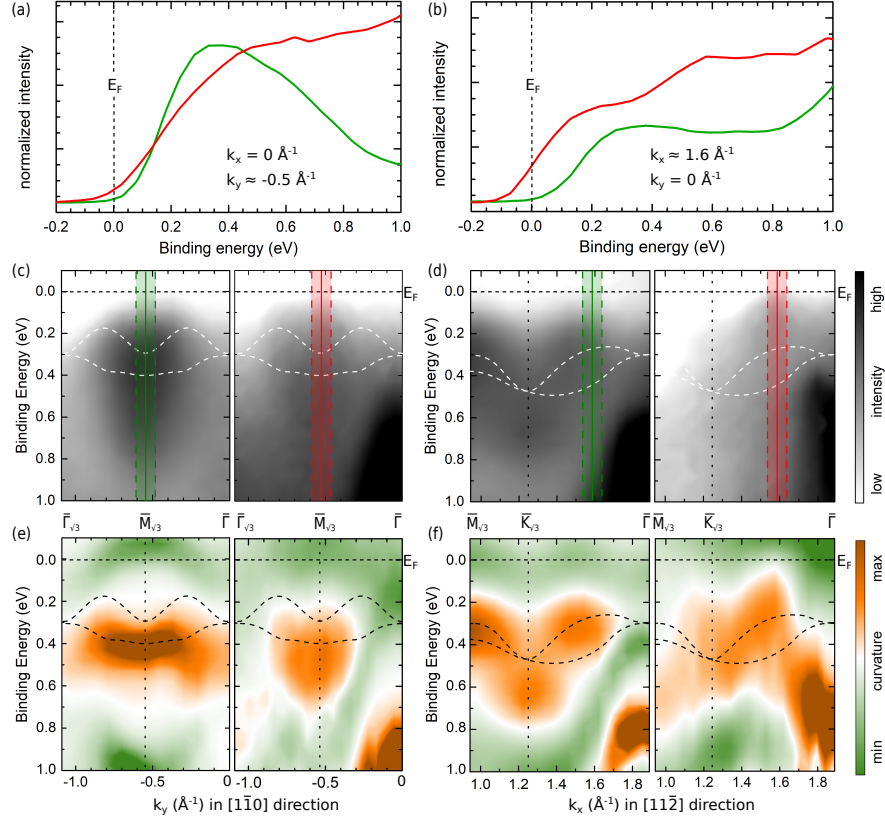 (a)
normalized intensity
E_F
k_x = 0 Å⁻¹
k_y ≈ -0.5 Å⁻¹
-0.2 0.0 0.2 0.4 0.6 0.8 1.0
Binding energy (eV)
(b)
normalized intensity
E_F
k_x ≈ 1.6 Å⁻¹
k_y = 0 Å⁻¹
-0.2 0.0 0.2 0.4 0.6 0.8 1.0
Binding energy (eV)
(c)
Binding Energy (eV)
0.0
0.2
0.4
0.6
0.8
1.0
E_F
(d)
Binding Energy (eV)
0.0
0.2
0.4
0.6
0.8
1.0
E_F
high
intensity
low
Γ̅_√3 M̅_√3 Γ̅ Γ̅_√3 M̅_√3 Γ̅
M̅_√3 K̅_√3 Γ̅ M̅_√3 K̅_√3 Γ̅
(e)
Binding Energy (eV)
0.0
0.2
0.4
0.6
0.8
1.0
E_F
-1.0 -0.5 0 -1.0 -0.5 0
k_y (Å⁻¹) in [11̅0] direction
(f)
Binding Energy (eV)
0.0
0.2
0.4
0.6
0.8
1.0
E_F
1.0 1.2 1.4 1.6 1.8 1.0 1.2 1.4 1.6 1.8
k_x (Å⁻¹) in [112̅] direction
max
curvature
min